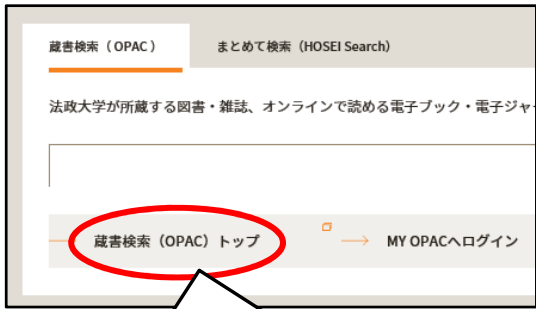 蔵書検索（OPAC）
まとめて検索（HOSEI Search）
法政大学が所蔵する図書・雑誌、オンラインで読める電子ブック・電子ジャ
蔵書検索（OPAC）トップ
MY OPACへログイン